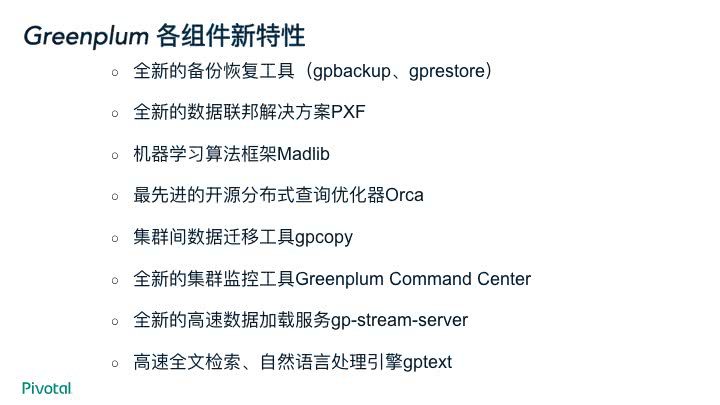 Greenplum 各组件新特性
○ 全新的备份恢复工具（gpbackup、gprestore）
○ 全新的数据联邦解决方案PXF
○ 机器学习算法框架Madlib
○ 最先进的开源分布式查询优化器Orca
○ 集群间数据迁移工具gpcopy
○ 全新的集群监控工具Greenplum Command Center
○ 全新的高速数据加载服务gp-stream-server
○ 高速全文检索、自然语言处理引擎gptext
Pivotal